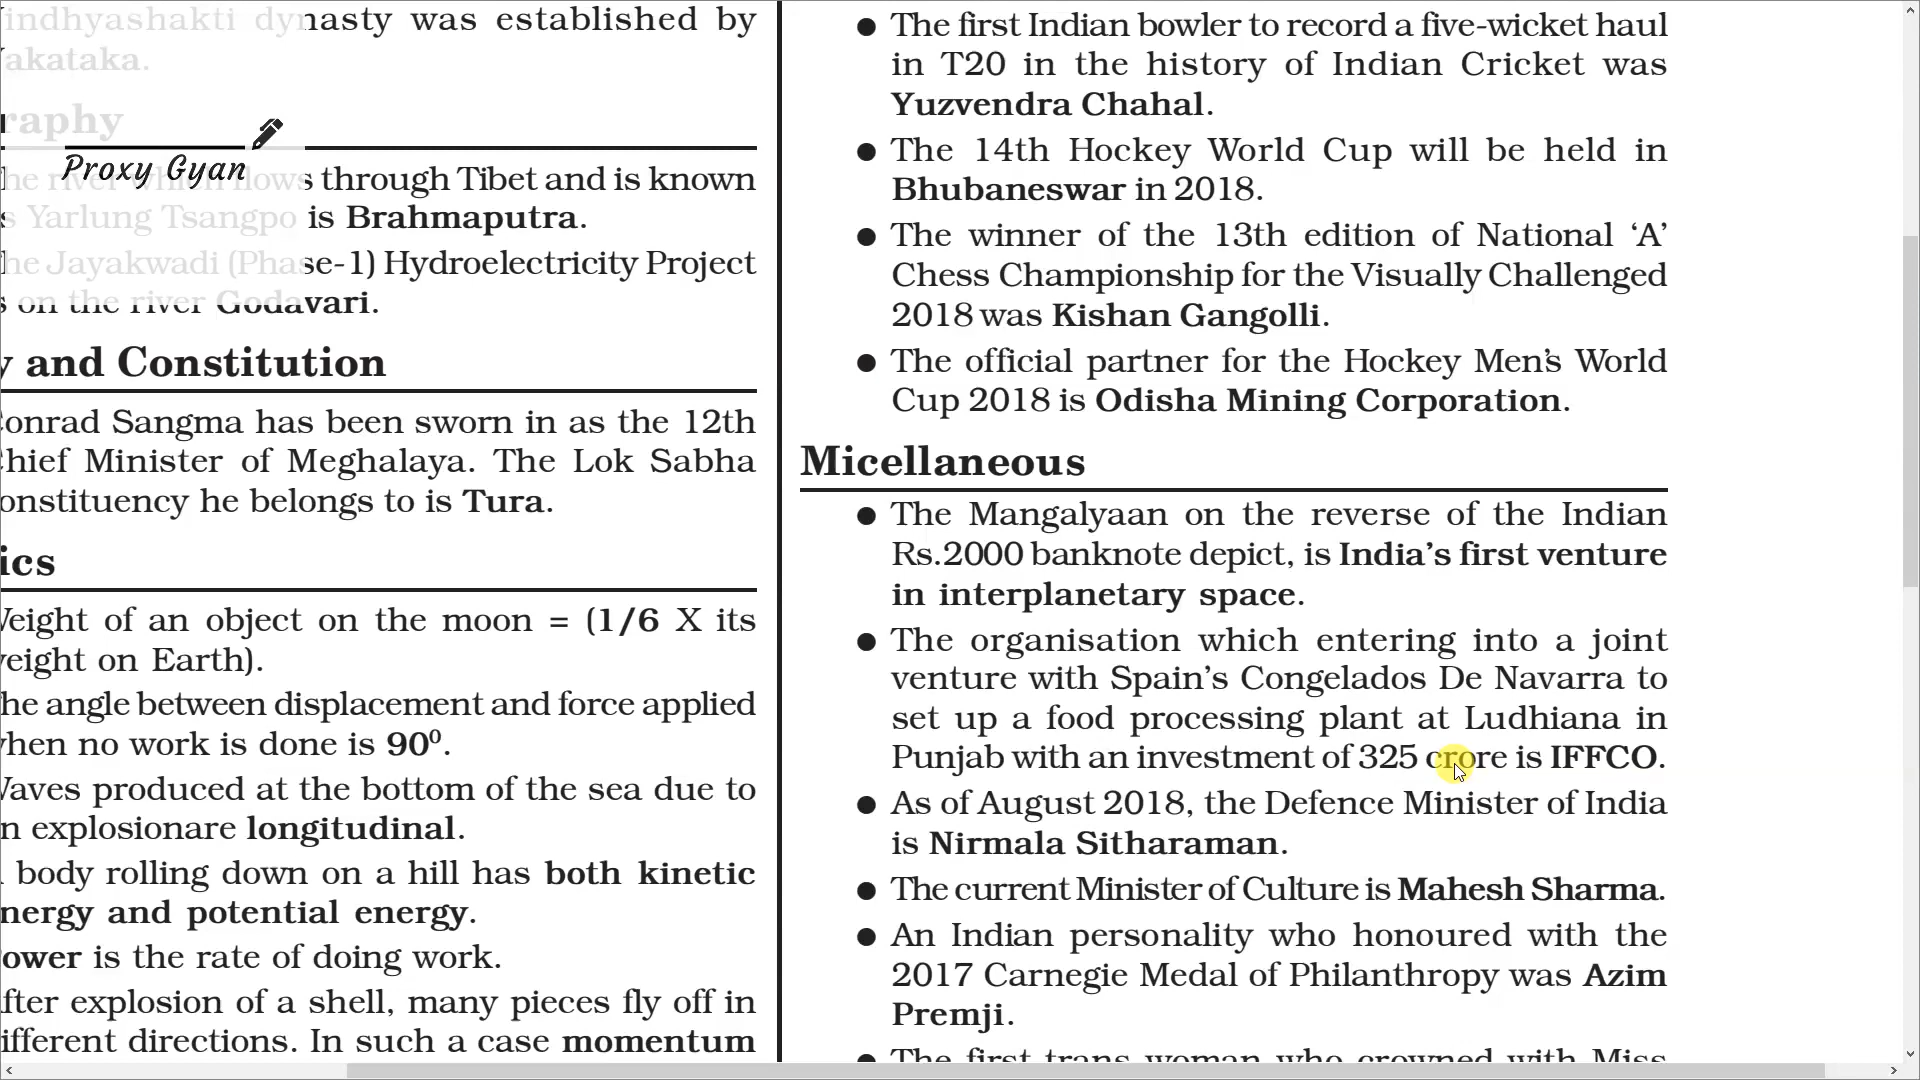 indhyashakti dynasty was established by
akataka.
raphy
Proxy Gyan
he river which flows through Tibet and is known
s Yarlung Tsangpo is Brahmaputra.
he Jayakwadi (Phase-1) Hydroelectricity Project
s on the river Godavari.
y and Constitution
onrad Sangma has been sworn in as the 12th
hief Minister of Meghalaya. The Lok Sabha
onstituency he belongs to is Tura.
ics
eight of an object on the moon = (1/6 X its
eight on Earth).
he angle between displacement and force applied
hen no work is done is 90⁰.
aves produced at the bottom of the sea due to
n explosionare longitudinal.
body rolling down on a hill has both kinetic
nergy and potential energy.
ower is the rate of doing work.
fter explosion of a shell, many pieces fly off in
ifferent directions. In such a case momentum
● The first Indian bowler to record a five-wicket haul
in T20 in the history of Indian Cricket was
Yuzvendra Chahal.
● The 14th Hockey World Cup will be held in
Bhubaneswar in 2018.
● The winner of the 13th edition of National ‘A’
Chess Championship for the Visually Challenged
2018 was Kishan Gangolli.
● The official partner for the Hockey Men’s World
Cup 2018 is Odisha Mining Corporation.
Micellaneous
● The Mangalyaan on the reverse of the Indian
Rs.2000 banknote depict, is India’s first venture
in interplanetary space.
● The organisation which entering into a joint
venture with Spain’s Congelados De Navarra to
set up a food processing plant at Ludhiana in
Punjab with an investment of 325 crore is IFFCO.
● As of August 2018, the Defence Minister of India
is Nirmala Sitharaman.
● The current Minister of Culture is Mahesh Sharma.
● An Indian personality who honoured with the
2017 Carnegie Medal of Philanthropy was Azim
Premji.
● The first trans woman who crowned with Miss